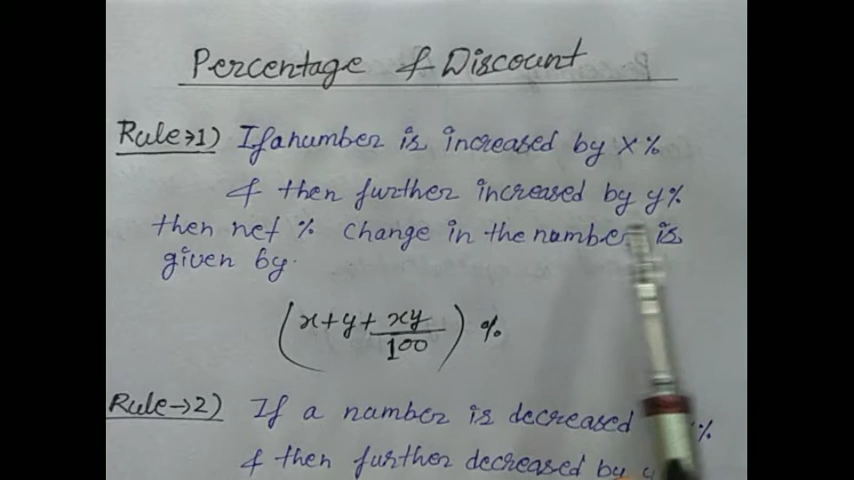 Percentage & Discount
Rule→1) If a number is increased by x%
& then further increased by y%
then net % change in the number is
given by.
(x+y+xy/100) %
Rule→2) If a number is decreased %
& then further decreased by y